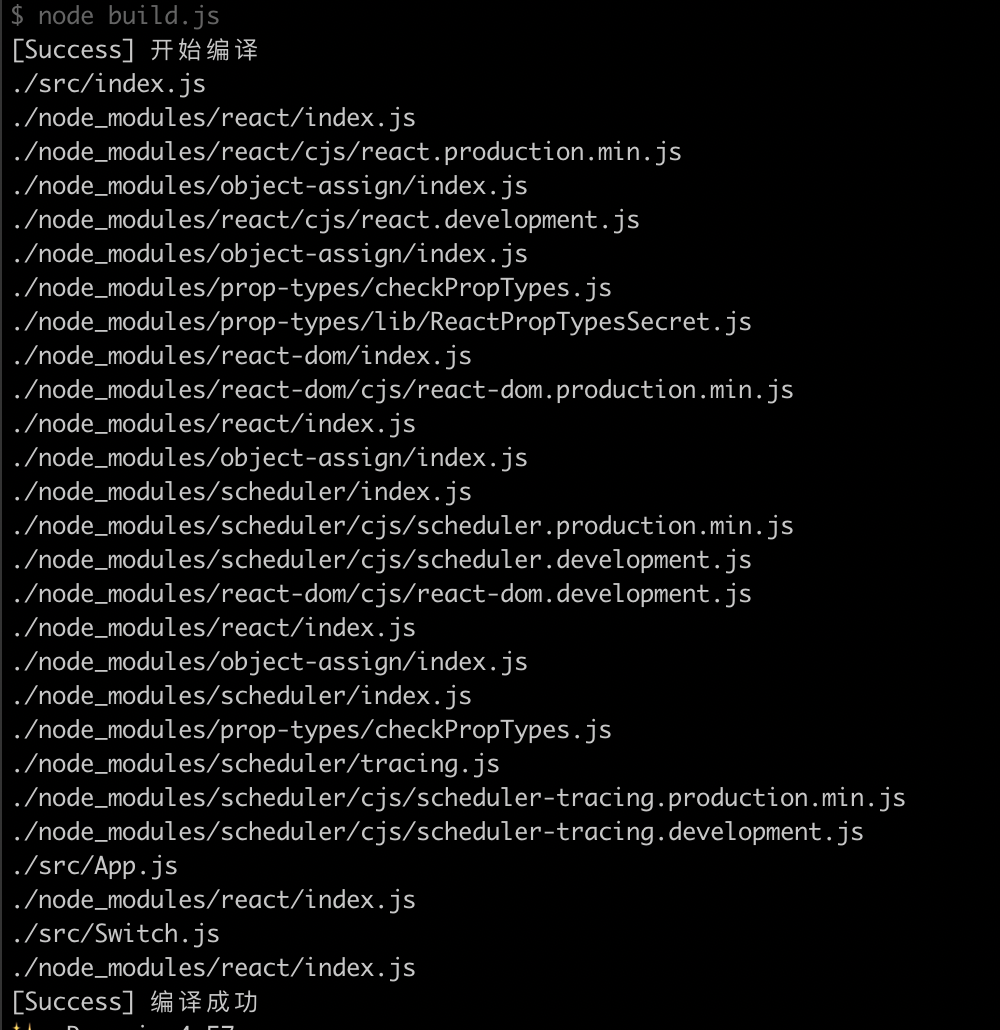 $ node build.js
[Success] 开始编译
./src/index.js
./node_modules/react/index.js
./node_modules/react/cjs/react.production.min.js
./node_modules/object-assign/index.js
./node_modules/react/cjs/react.development.js
./node_modules/object-assign/index.js
./node_modules/prop-types/checkPropTypes.js
./node_modules/prop-types/lib/ReactPropTypesSecret.js
./node_modules/react-dom/index.js
./node_modules/react-dom/cjs/react-dom.production.min.js
./node_modules/react/index.js
./node_modules/object-assign/index.js
./node_modules/scheduler/index.js
./node_modules/scheduler/cjs/scheduler.production.min.js
./node_modules/scheduler/cjs/scheduler.development.js
./node_modules/react-dom/cjs/react-dom.development.js
./node_modules/react/index.js
./node_modules/object-assign/index.js
./node_modules/scheduler/index.js
./node_modules/prop-types/checkPropTypes.js
./node_modules/scheduler/tracing.js
./node_modules/scheduler/cjs/scheduler-tracing.production.min.js
./node_modules/scheduler/cjs/scheduler-tracing.development.js
./src/App.js
./node_modules/react/index.js
./src/Switch.js
./node_modules/react/index.js
[Success] 编译成功